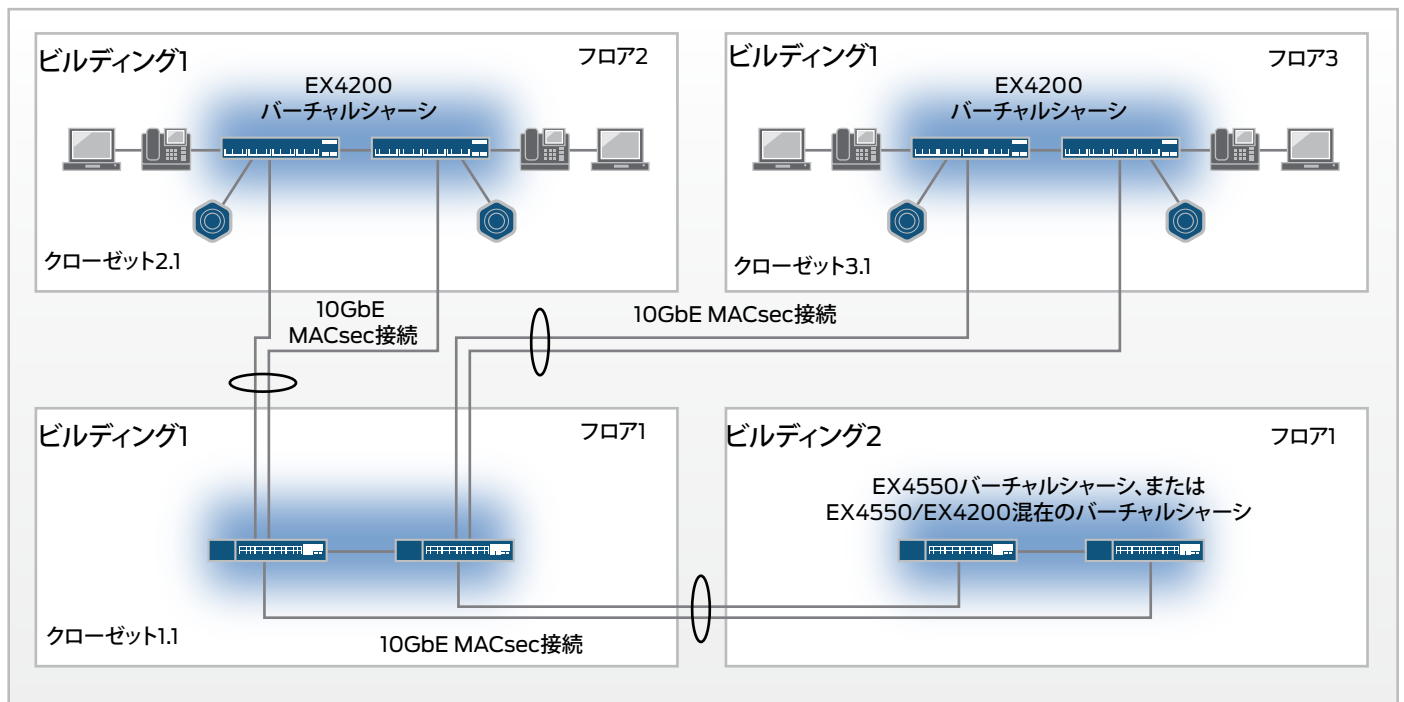 ビルディング1
フロア2
EX4200
バーチャルシャーシ
クローゼット2.1
ビルディング1
フロア3
EX4200
バーチャルシャーシ
クローゼット3.1
10GbE
MACsec接続
10GbE MACsec接続
ビルディング1
フロア1
クローゼット1.1
ビルディング2
フロア1
EX4550バーチャルシャーシ、または
EX4550/EX4200混在のバーチャルシャーシ
10GbE MACsec接続